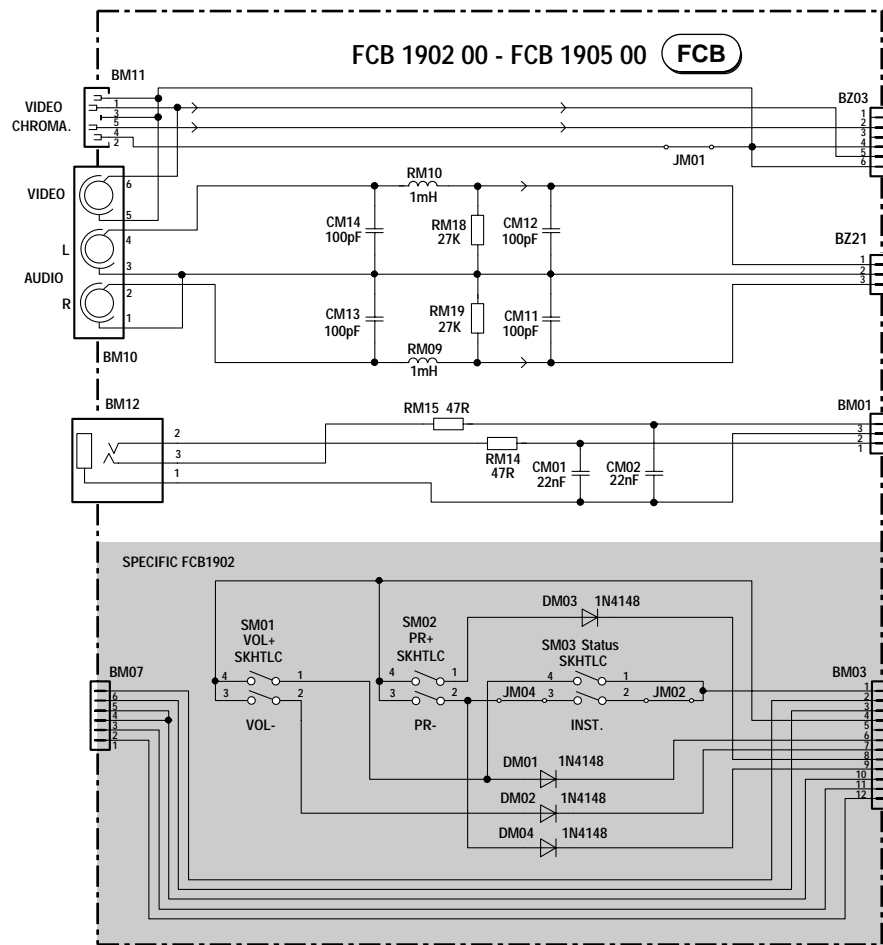 FCB 1902 00 - FCB 1905 00 FCB
BM11
BZ03
VIDEO
CHROMA.
1
3
5
4
2
1
2
3
4
5
6
JM01
VIDEO
L
AUDIO
R
6
5
4
3
2
1
BM10
RM10
1mH
CM14
100pF
RM18
27K
CM12
100pF
BZ21
1
2
3
CM13
100pF
RM19
27K
CM11
100pF
RM09
1mH
BM12
2
3
1
RM15 47R
RM14
47R
CM01
22nF
CM02
22nF
BM01
3
2
1
SPECIFIC FCB1902
SM01
VOL+
SKHTLC
4
3
1
2
VOL-
SM02
PR+
SKHTLC
4
3
1
2
PR-
DM03 1N4148
SM03 Status
SKHTLC
4
3
1
2
JM04
JM02
INST.
DM01 1N4148
DM02 1N4148
DM04 1N4148
BM07
6
5
4
3
2
1
BM03
1
2
3
4
5
6
7
8
9
10
11
12